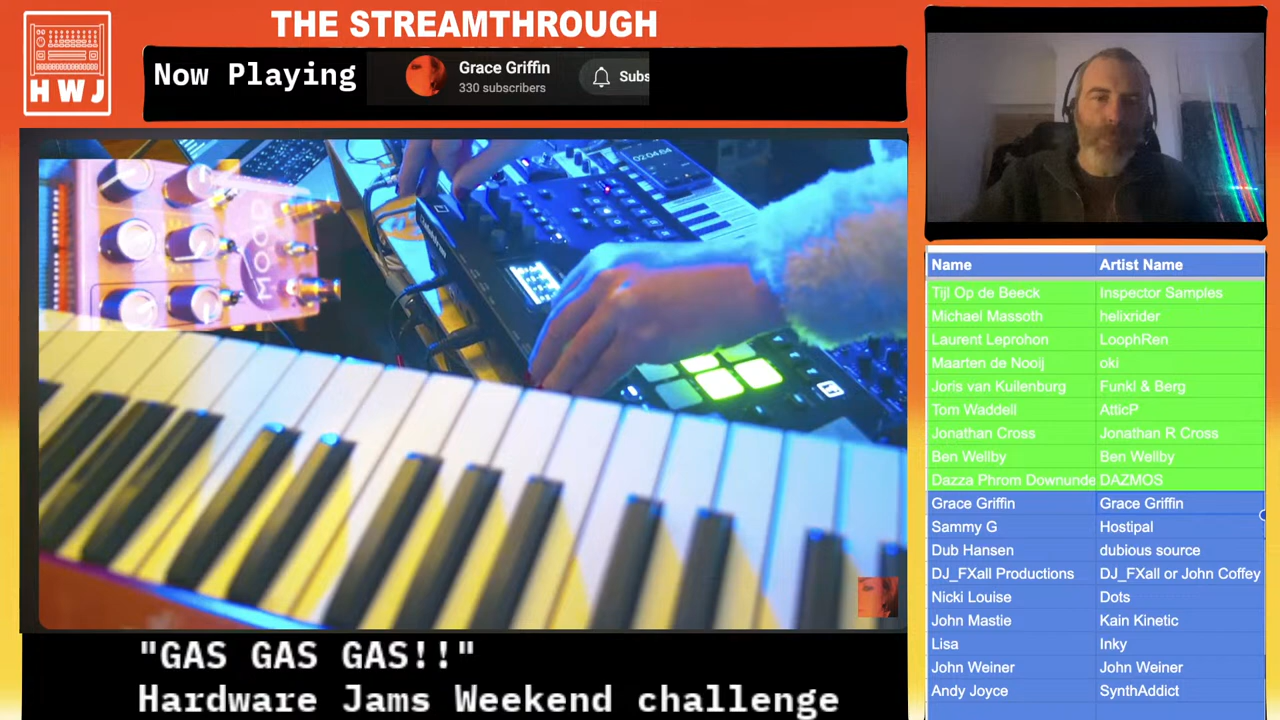 THE STREAMTHROUGH
HWJ
Now Playing
Grace Griffin
330 subscribers
Subs
MOOD
02:04:64
"GAS GAS GAS!!"
Hardware Jams Weekend challenge
Name Artist Name
Tijl Op de Beeck Inspector Samples
Michael Massoth helixrider
Laurent Leprohon LoophRen
Maarten de Nooij oki
Joris van Kuilenburg Funkl & Berg
Tom Waddell AtticP
Jonathan Cross Jonathan R Cross
Ben Wellby Ben Wellby
Dazza Phrom Downunde DAZMOS
Grace Griffin Grace Griffin
Sammy G Hostipal
Dub Hansen dubious source
DJ_FXall Productions DJ_FXall or John Coffey
Nicki Louise Dots
John Mastie Kain Kinetic
Lisa Inky
John Weiner John Weiner
Andy Joyce SynthAddict